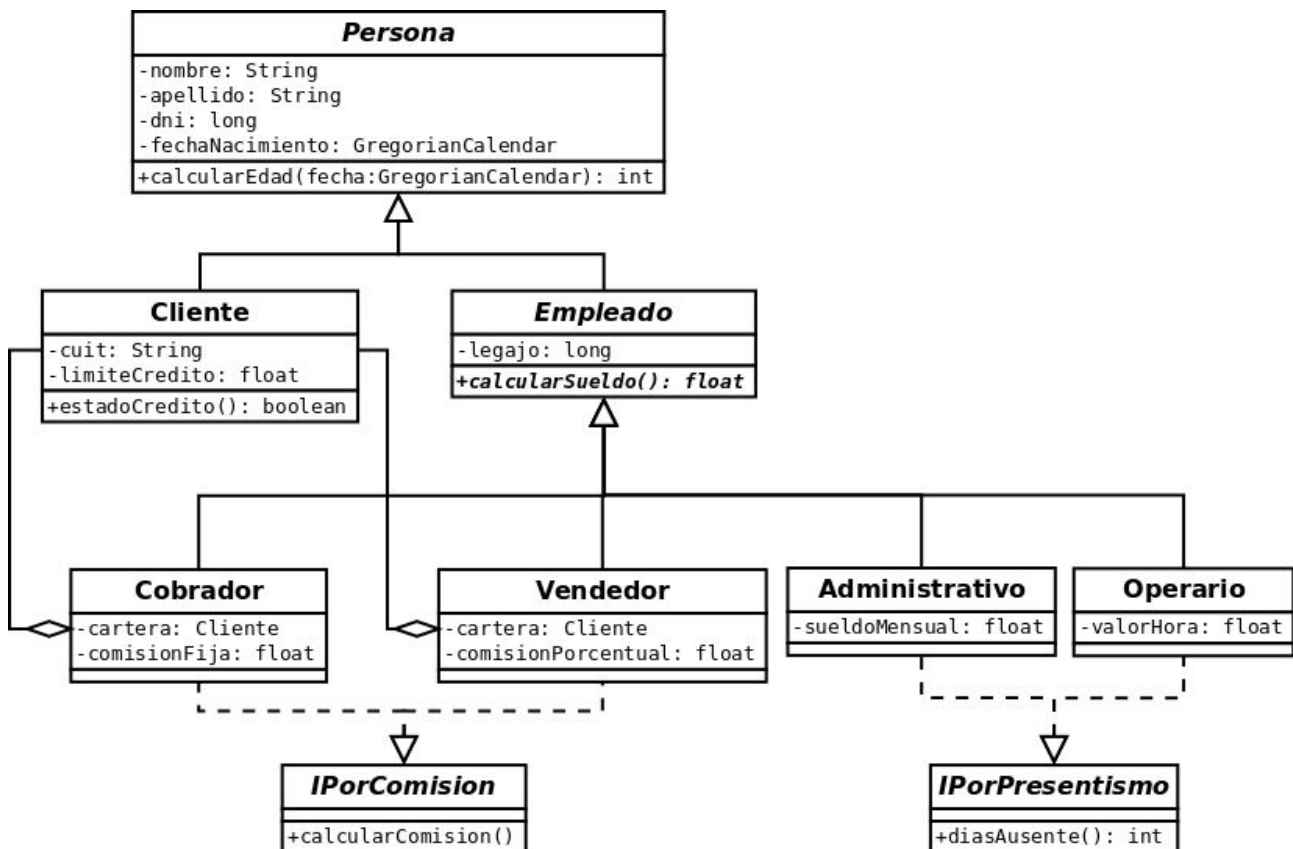 Persona
-nombre: String
-apellido: String
-dni: long
-fechaNacimiento: GregorianCalendar
+calcularEdad(fecha:GregorianCalendar): int
Cliente
-cuit: String
-limiteCredito: float
+estadoCredito(): boolean
Empleado
-legajo: long
+calcularSueldo(): float
Cobrador
-cartera: Cliente
-comisionFija: float
Vendedor
-cartera: Cliente
-comisionPorcentual: float
Administrativo
-sueldoMensual: float
Operario
-valorHora: float
IPorComision
+calcularComision()
IPorPresentismo
+diasAusente(): int